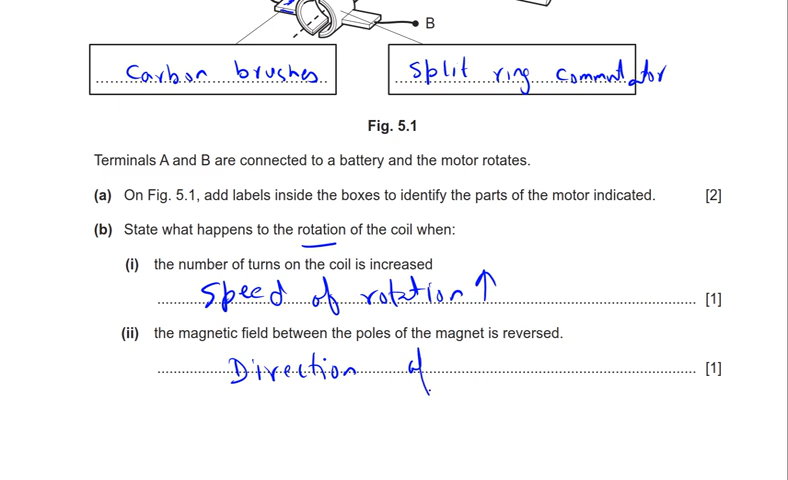 B
Carbon brushes
Split ring commutator
Fig. 5.1
Terminals A and B are connected to a battery and the motor rotates.
(a) On Fig. 5.1, add labels inside the boxes to identify the parts of the motor indicated. [2]
(b) State what happens to the rotation of the coil when:
(i) the number of turns on the coil is increased
Speed of rotation ↑ [1]
(ii) the magnetic field between the poles of the magnet is reversed.
Direction of [1]